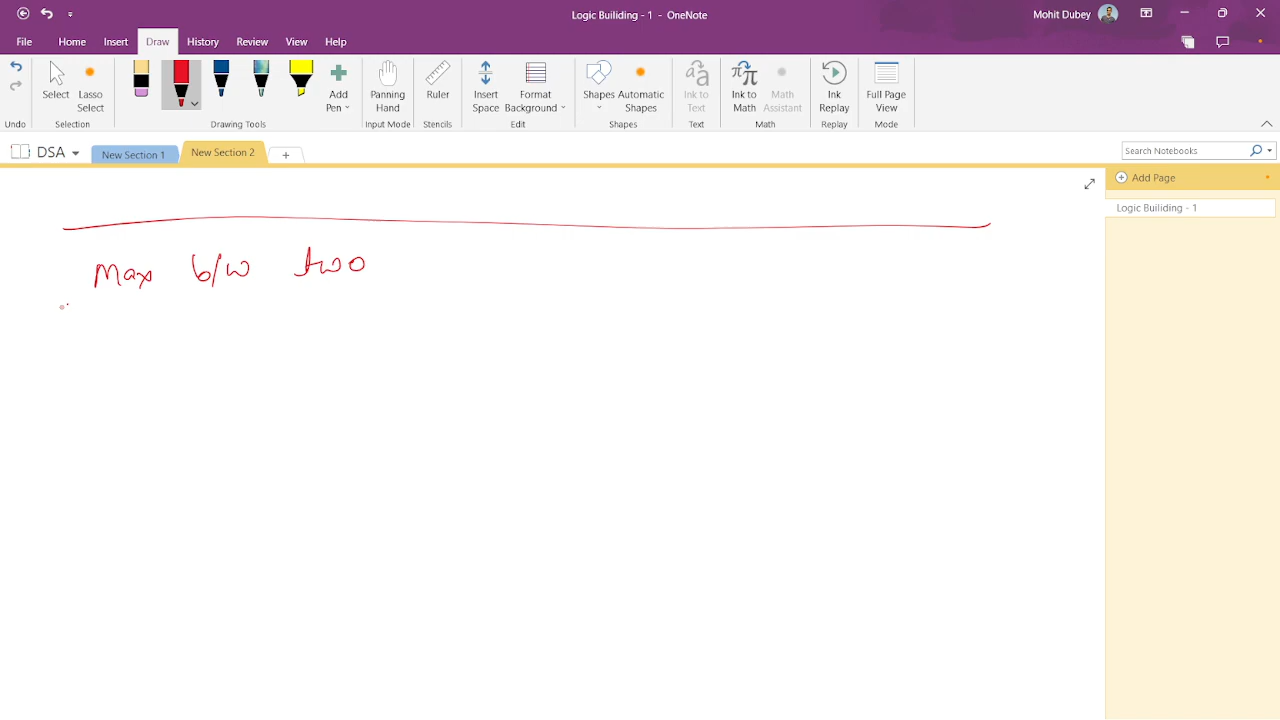 Logic Builiding - 1 - OneNote
Mohit Dubey
File Home Insert Draw History Review View Help
Select Lasso Select Add Pen Panning Hand Ruler Insert Space Format Background Shapes Automatic Shapes Ink to Text Ink to Math Math Assistant Ink Replay Full Page View
Undo Selection Drawing Tools Input Mode Stencils Edit Shapes Text Math Replay Mode
DSA New Section 1 New Section 2 + Search Notebooks
Add Page
Logic Builiding - 1
Max b/w two